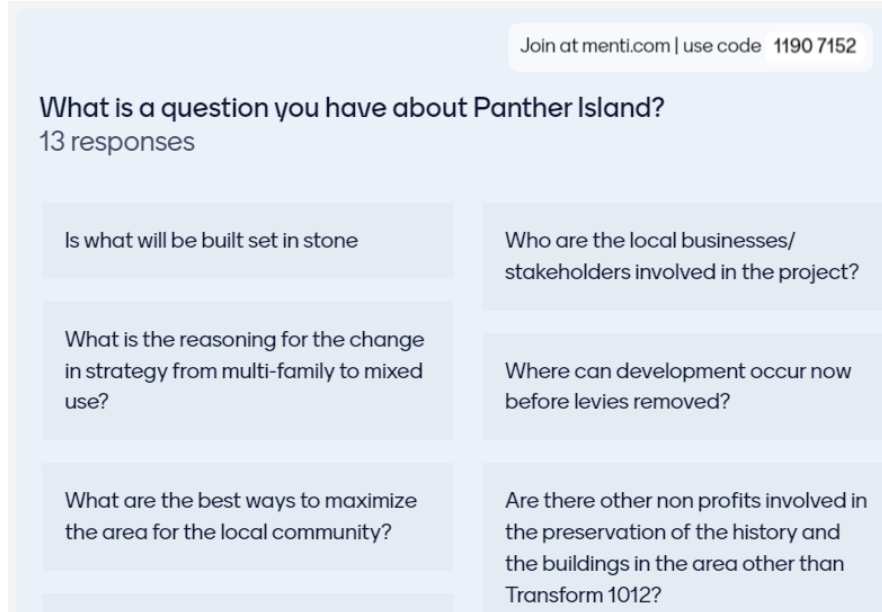 Join at menti.com | use code 1190 7152
What is a question you have about Panther Island?
13 responses
Is what will be built set in stone
What is the reasoning for the change
in strategy from multi-family to mixed
use?
What are the best ways to maximize
the area for the local community?
Who are the local businesses/
stakeholders involved in the project?
Where can development occur now
before levies removed?
Are there other non profits involved in
the preservation of the history and
the buildings in the area other than
Transform 1012?